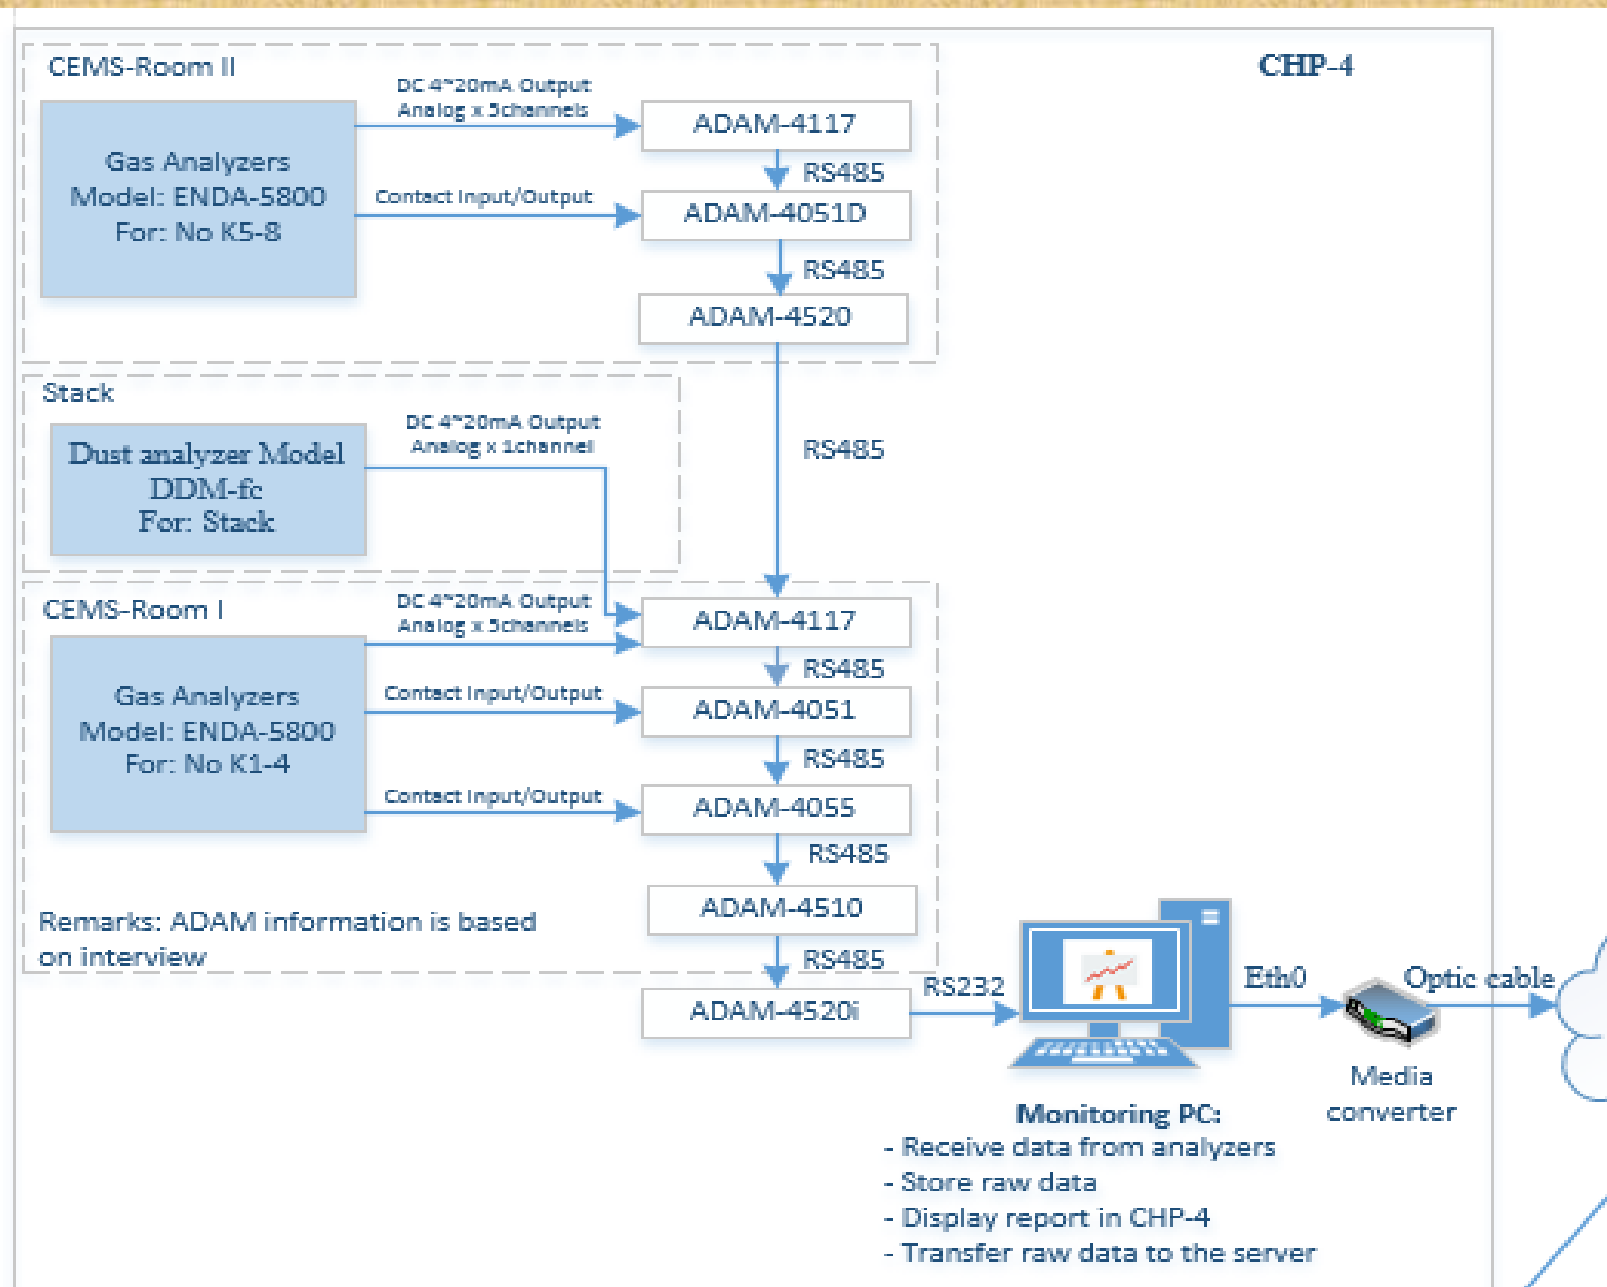 CHP-4
CEMS-Room II
DC 4~20mA Output
Analog x 5channels
Gas Analyzers
Model: ENDA-5800
For: No K5-8
Contact Input/Output
ADAM-4117
RS485
ADAM-4051D
RS485
ADAM-4520
RS485
Stack
DC 4~20mA Output
Analog x 1channel
Dust analyzer Model
DDM-fc
For: Stack
CEMS-Room I
DC 4~20mA Output
Analog x 5channels
Gas Analyzers
Model: ENDA-5800
For: No K1-4
Contact Input/Output
Contact Input/Output
ADAM-4117
RS485
ADAM-4051
RS485
ADAM-4055
RS485
ADAM-4510
RS485
ADAM-4520i
Remarks: ADAM information is based
on interview
RS232
Eth0
Optic cable
Media
converter
Monitoring PC:
- Receive data from analyzers
- Store raw data
- Display report in CHP-4
- Transfer raw data to the server